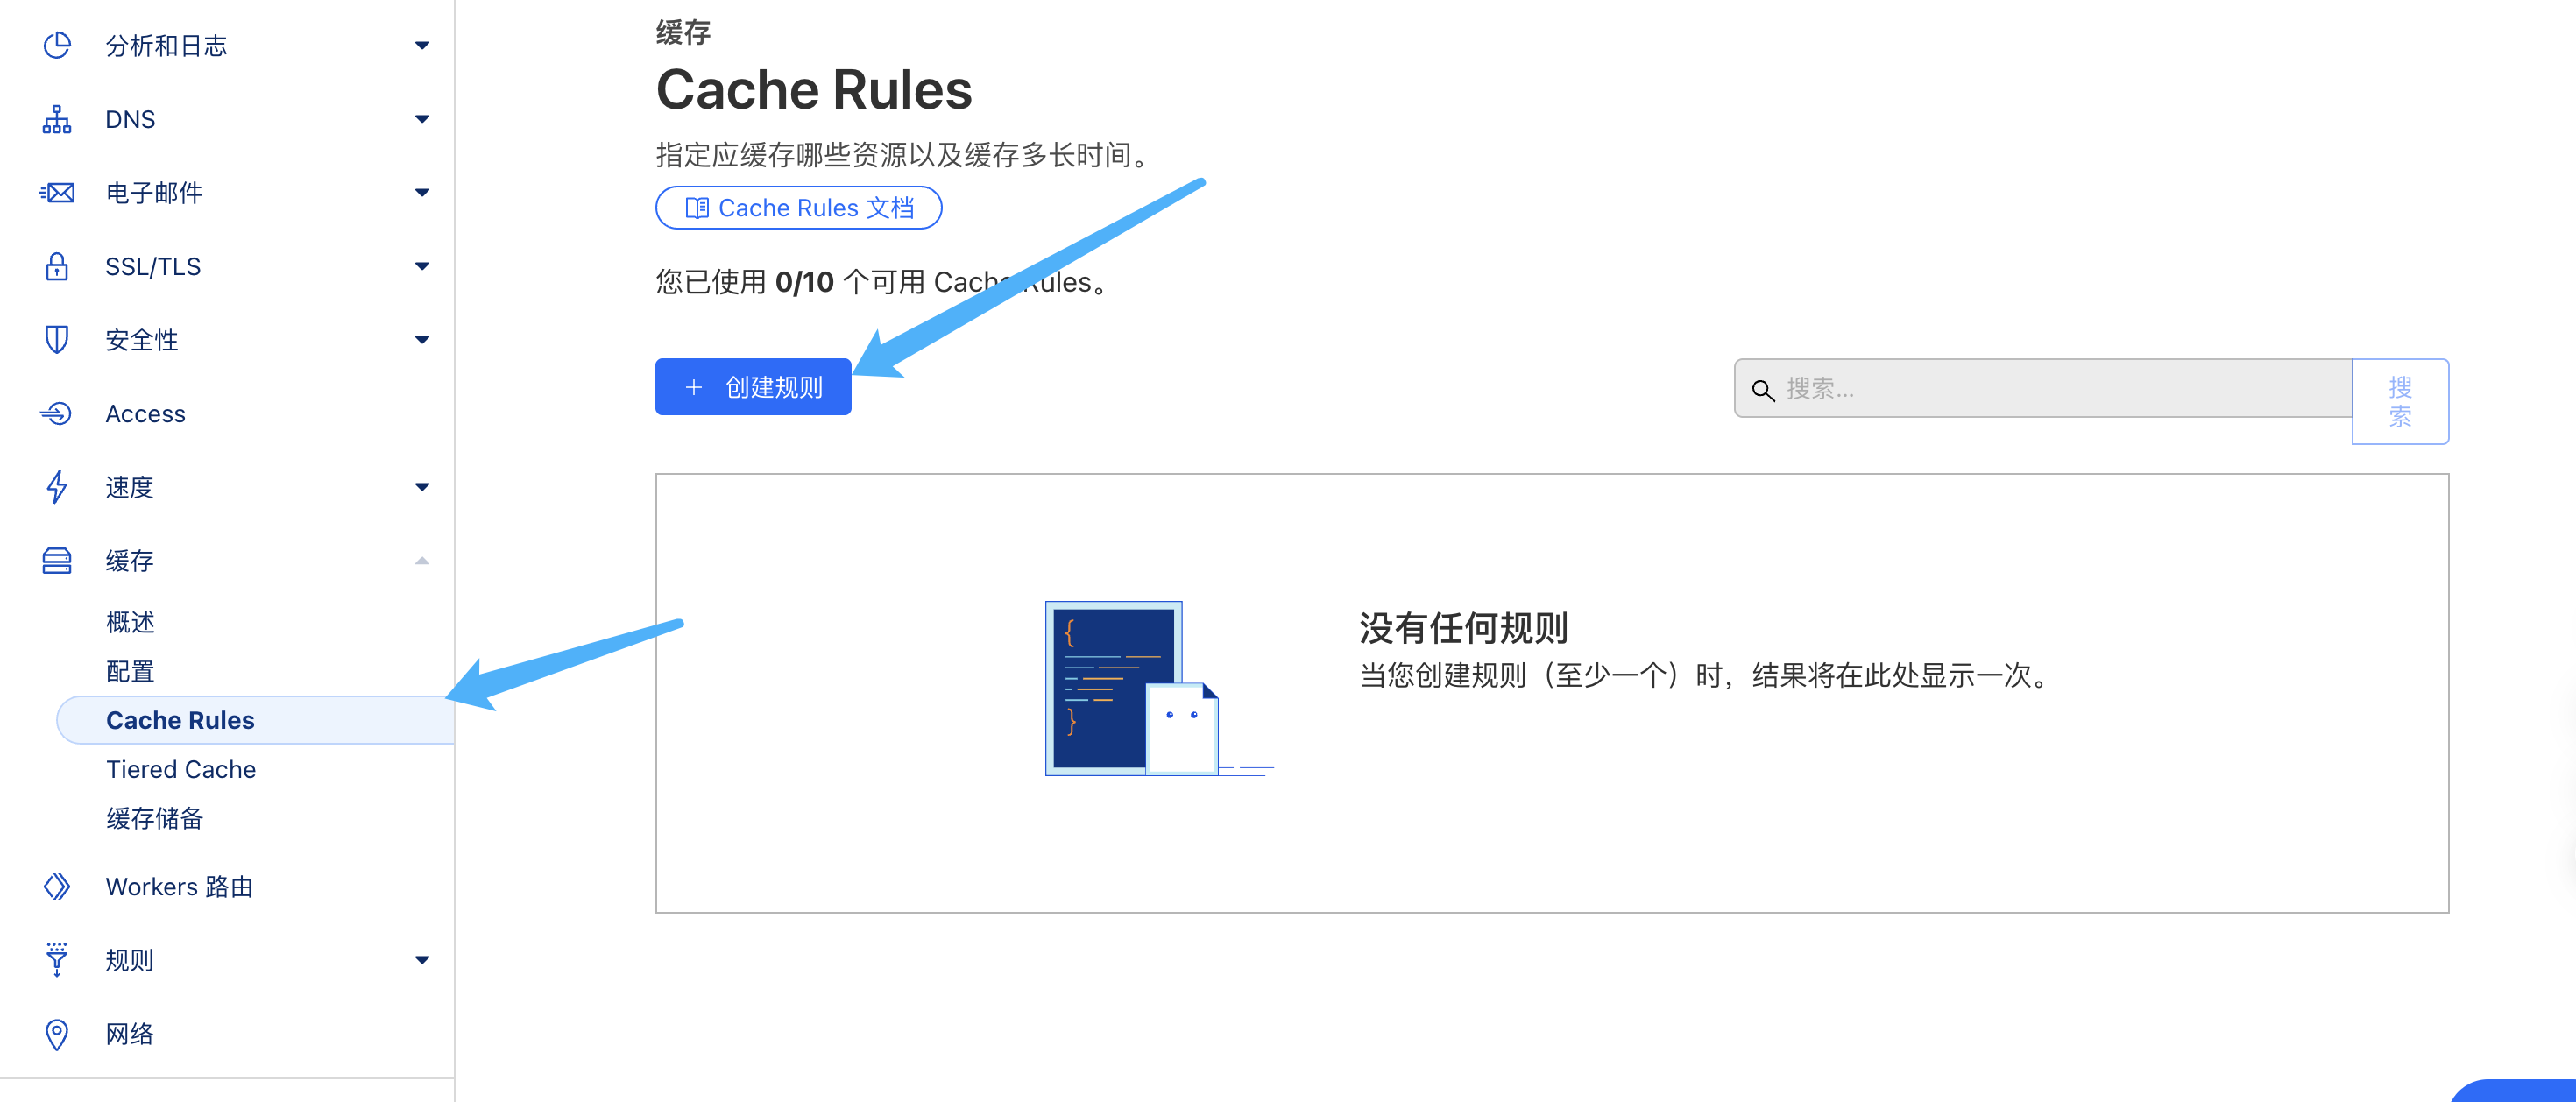 分析和日志
DNS
电子邮件
SSL/TLS
安全性
Access
速度
缓存
概述
配置
Cache Rules
Tiered Cache
缓存储备
Workers 路由
规则
网络
缓存
Cache Rules
指定应缓存哪些资源以及缓存多长时间。
Cache Rules 文档
您已使用 0/10 个可用 Cache Rules。
+ 创建规则
搜索...
搜
索
{
}
没有任何规则
当您创建规则（至少一个）时，结果将在此处显示一次。